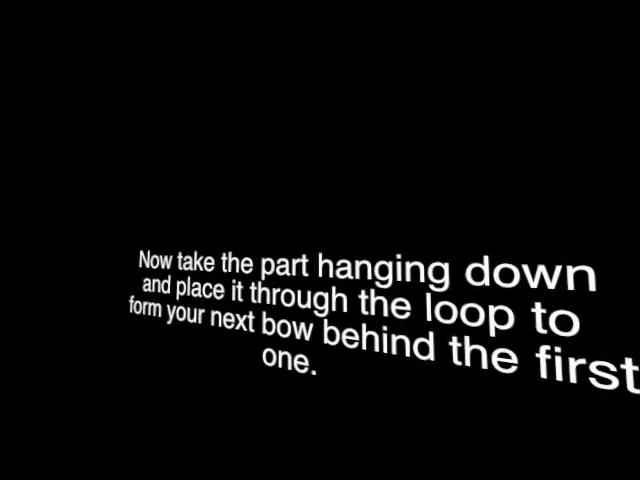 Now take the part hanging down
and place it through the loop to
form your next bow behind the first
one.